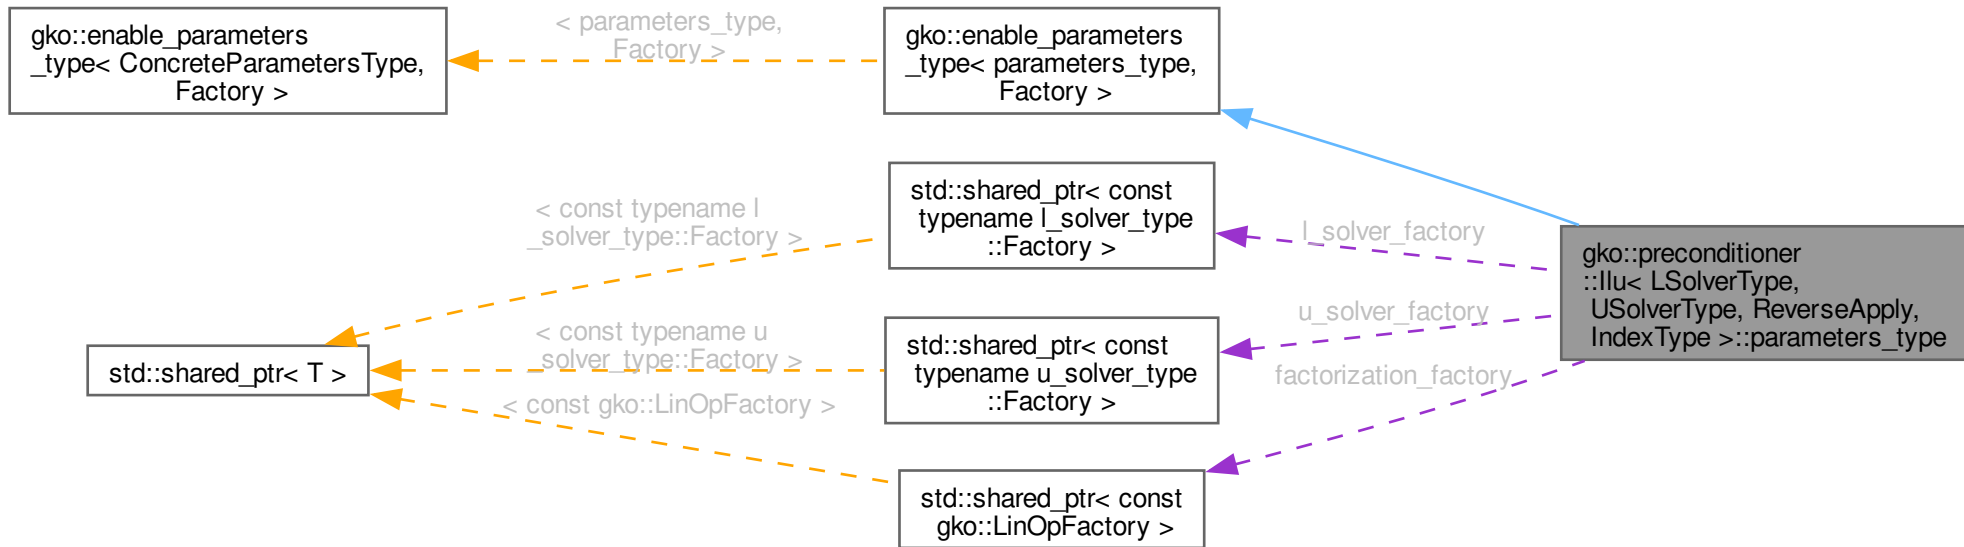 gko::enable_parameters
_type< ConcreteParametersType,
Factory >
< parameters_type,
Factory >
gko::enable_parameters
_type< parameters_type,
Factory >
std::shared_ptr< T >
< const typename l
_solver_type::Factory >
< const typename u
_solver_type::Factory >
< const gko::LinOpFactory >
std::shared_ptr< const
typename l_solver_type
::Factory >
std::shared_ptr< const
typename u_solver_type
::Factory >
std::shared_ptr< const
gko::LinOpFactory >
l_solver_factory
u_solver_factory
factorization_factory
gko::preconditioner
::Ilu< LSolverType,
USolverType, ReverseApply,
IndexType >::parameters_type